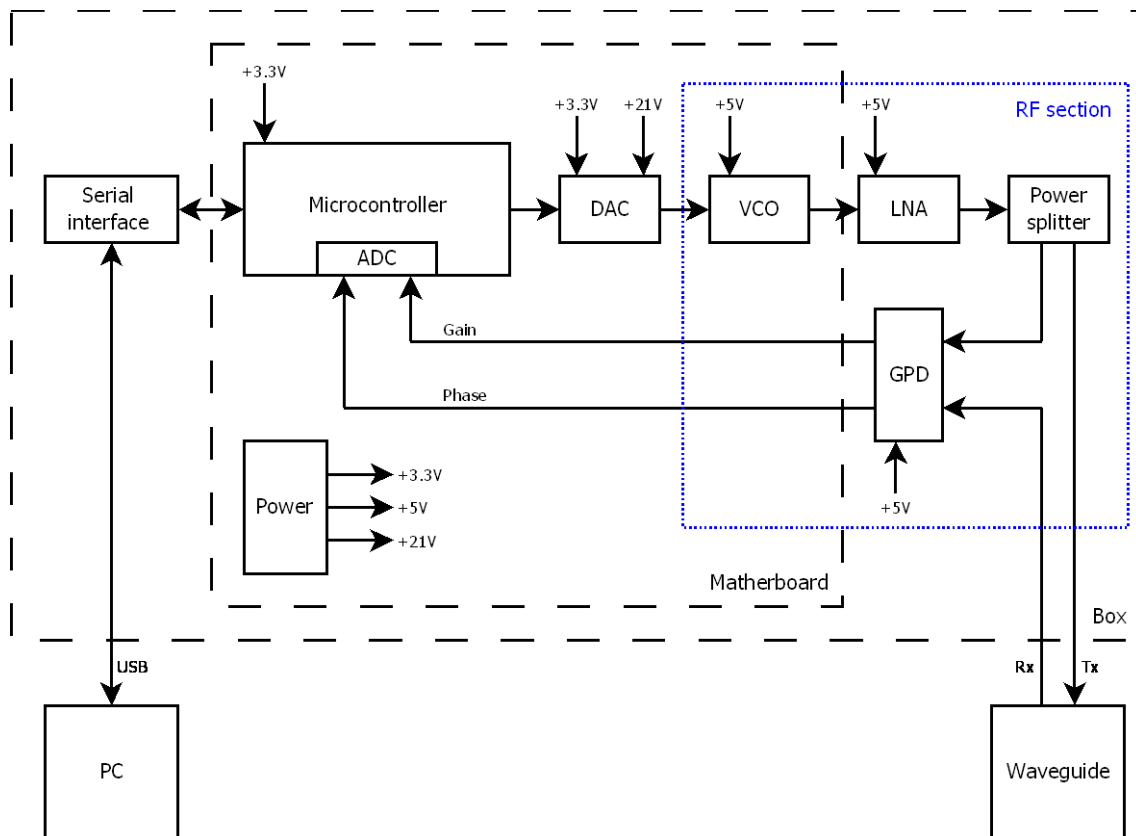 +3.3V
+3.3V
+21V
+5V
+5V
RF section
Serial
interface
Microcontroller
ADC
DAC
VCO
LNA
Power
splitter
Gain
Phase
GPD
+5V
Power
+3.3V
+5V
+21V
Matherboard
Box
USB
Rx
Tx
PC
Waveguide